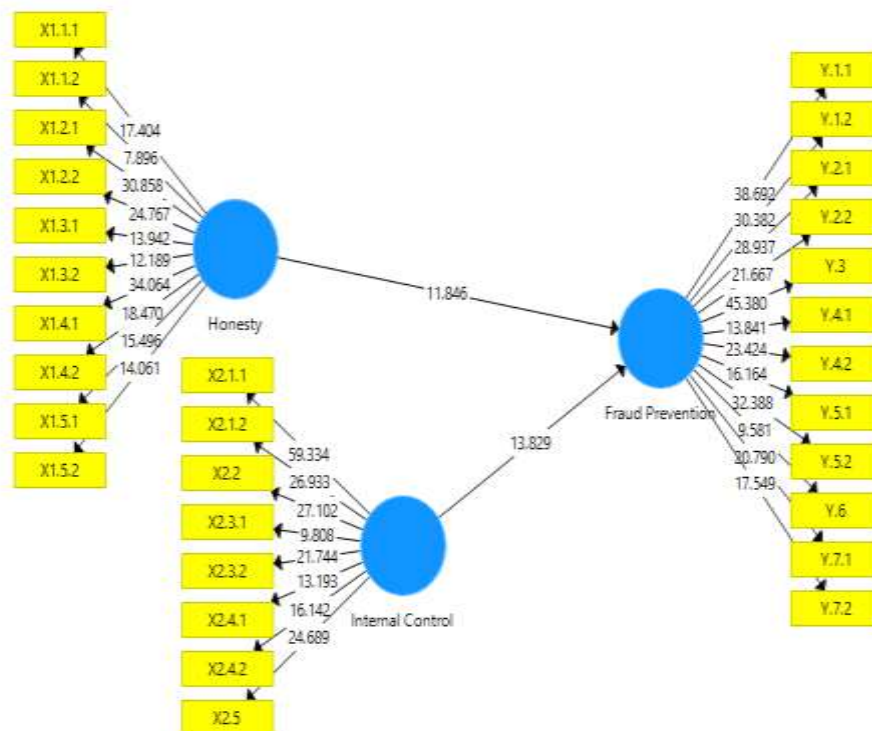 X1.1.1
X1.1.2
X1.2.1
X1.2.2
X1.3.1
X1.3.2
X1.4.1
X1.4.2
X1.5.1
X1.5.2
17.404
7.896
30.858
24.767
13.942
12.189
34.064
18.470
15.496
14.061
Honesty
X2.1.1
X2.1.2
X2.2
X2.3.1
X2.3.2
X2.4.1
X2.4.2
X2.5
59.334
26.933
27.102
9.808
21.744
13.193
16.142
24.689
Internal Control
11.846
13.829
Fraud Prevention
38.692
30.382
28.937
21.667
45.380
13.841
23.424
16.164
32.388
9.581
20.790
17.549
Y.1.1
Y.1.2
Y.2.1
Y.2.2
Y.3
Y.4.1
Y.4.2
Y.5.1
Y.5.2
Y.6
Y.7.1
Y.7.2